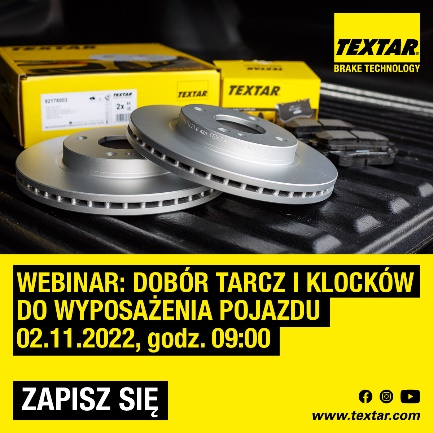 TEXTAR
BRAKE TECHNOLOGY
TEXTAR
2x
WEBINAR: DOBÓR TARCZ I KLOCKÓW
DO WYPOSAŻENIA POJAZDU
02.11.2022, godz. 09:00
ZAPISZ SIĘ
www.textar.com